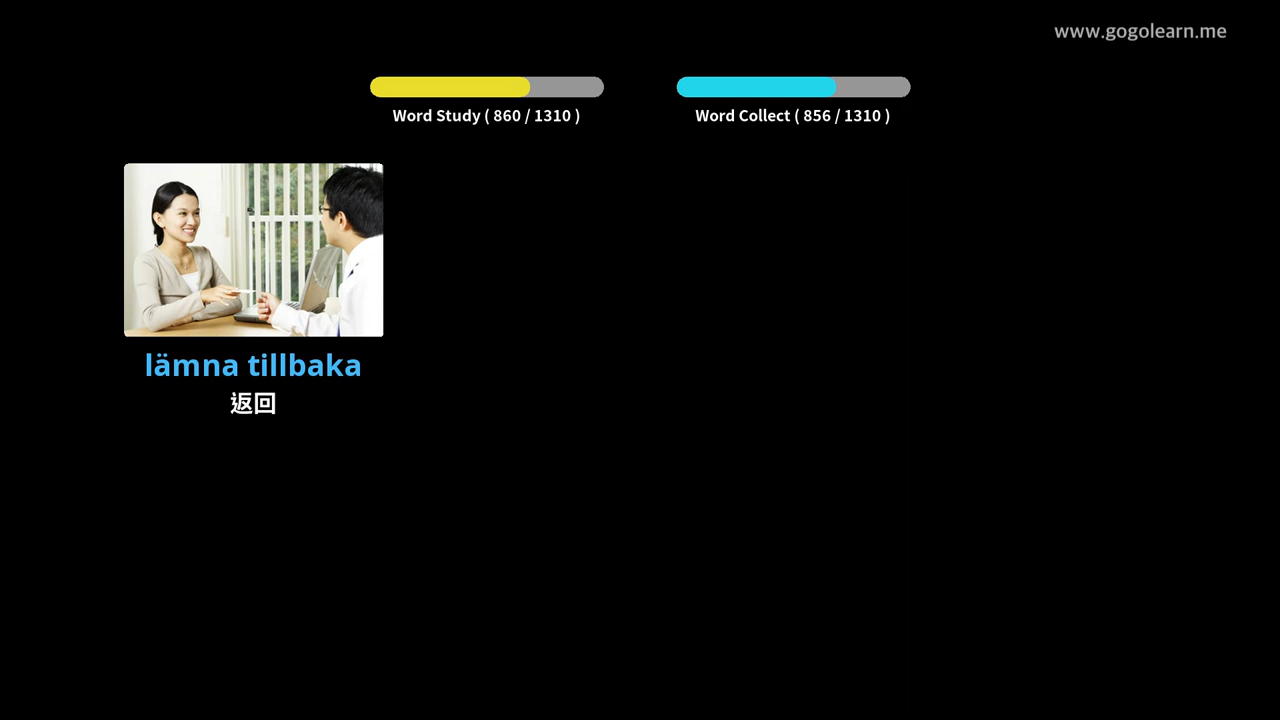 www.gogolearn.me
Word Study ( 860 / 1310 )
Word Collect ( 856 / 1310 )
lämna tillbaka
返回